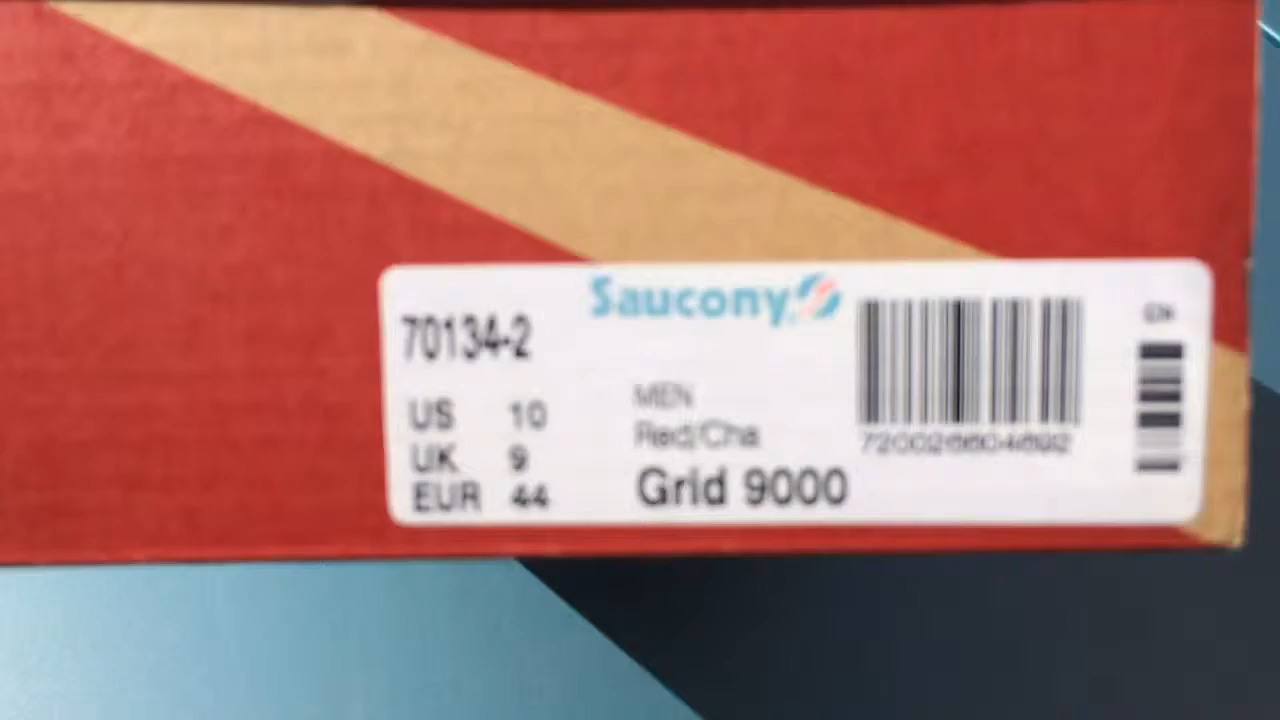 Saucony
70134-2
US 10
UK 9
EUR 44
MEN
Red/Cha
Grid 9000